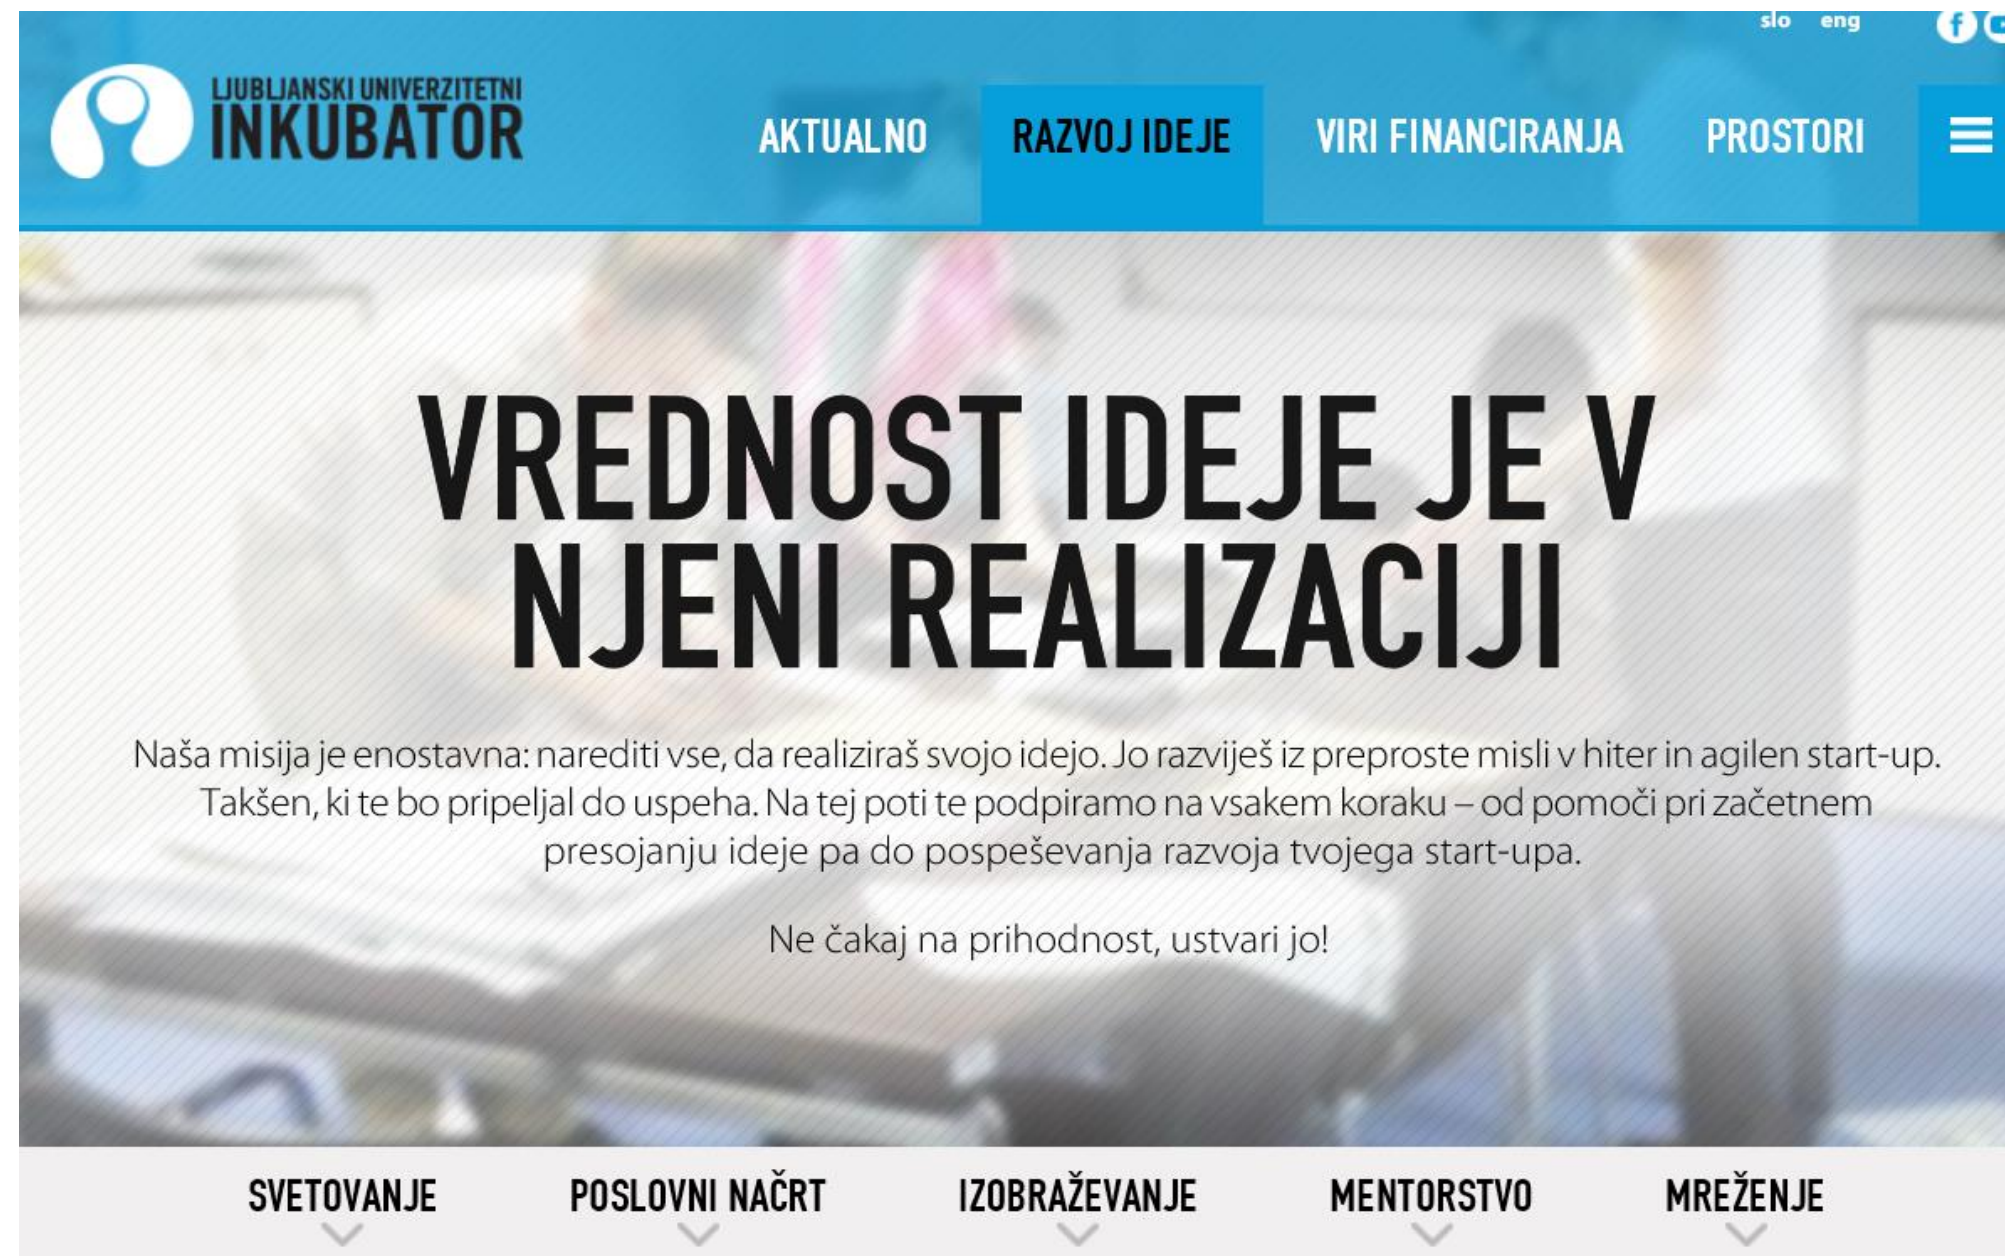 slo eng
LJUBLJANSKI UNIVERZITETNI
INKUBATOR
AKTUALNO RAZVOJ IDEJE VIRI FINANCIRANJA PROSTORI
VREDNOST IDEJE JE V
NJENI REALIZACIJI
Naša misija je enostavna: narediti vse, da realiziraš svojo idejo. Jo razviješ iz preproste misli v hiter in agilen start-up.
Takšen, ki te bo pripeljal do uspeha. Na tej poti te podpiramo na vsakem koraku – od pomoči pri začetnem
presojanju ideje pa do pospeševanja razvoja tvojega start-upa.
Ne čakaj na prihodnost, ustvari jo!
SVETOVANJE POSLOVNI NAČRT IZOBRAŽEVANJE MENTORSTVO MREŽENJE